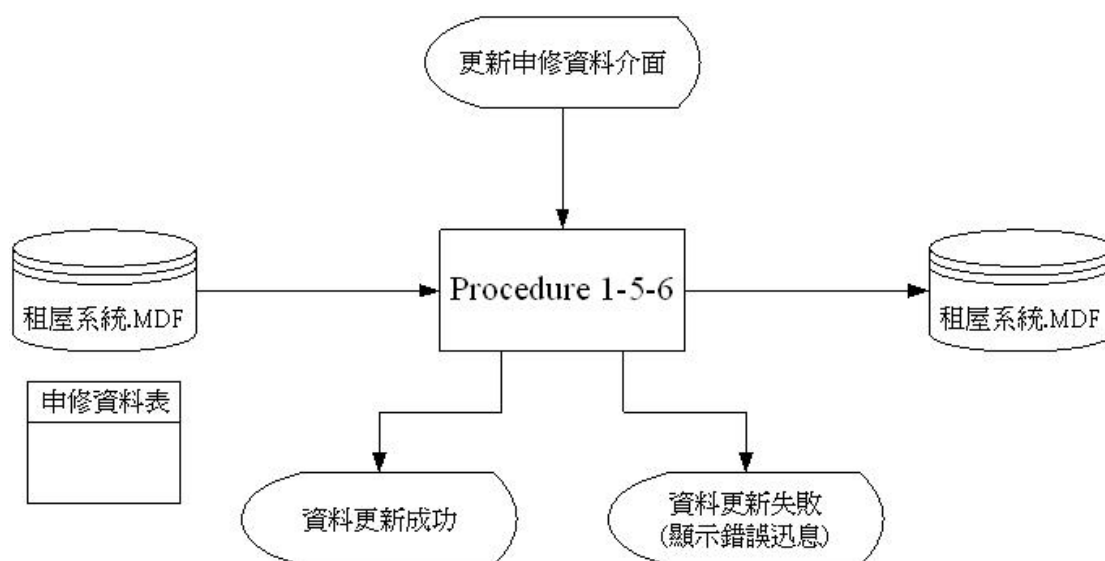 更新申修資料介面
租屋系統.MDF
Procedure 1-5-6
租屋系統.MDF
申修資料表
資料更新成功
資料更新失敗
(顯示錯誤迅息)